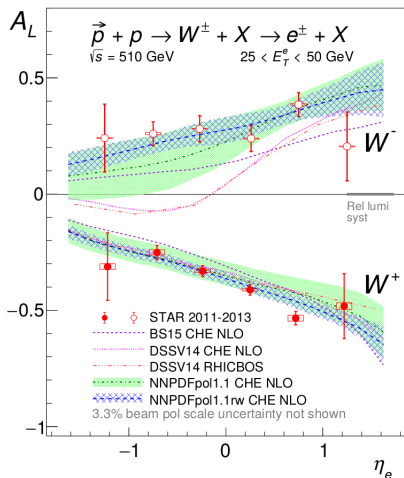 A_L
p⃗ + p → W^± + X → e^± + X
√s = 510 GeV 25 < E_T^e < 50 GeV
0.5
W^-
0
Rel lumi
syst
W^+
−0.5
STAR 2011-2013
BS15 CHE NLO
DSSV14 CHE NLO
DSSV14 RHICBOS
NNPDFpol1.1 CHE NLO
NNPDFpol1.1rw CHE NLO
3.3% beam pol scale uncertainty not shown
−1
−1 0 1 2
η_e